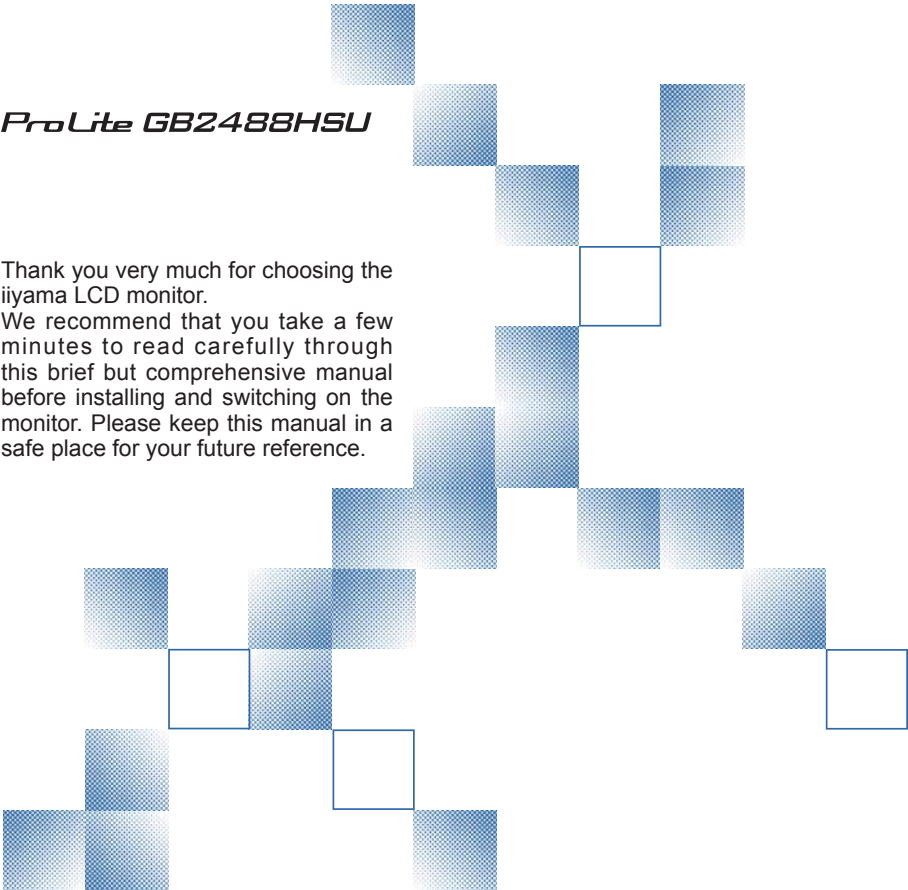 ProLite GB2488HSU
Thank you very much for choosing the
iiyama LCD monitor.
We recommend that you take a few
minutes to read carefully through
this brief but comprehensive manual
before installing and switching on the
monitor. Please keep this manual in a
safe place for your future reference.